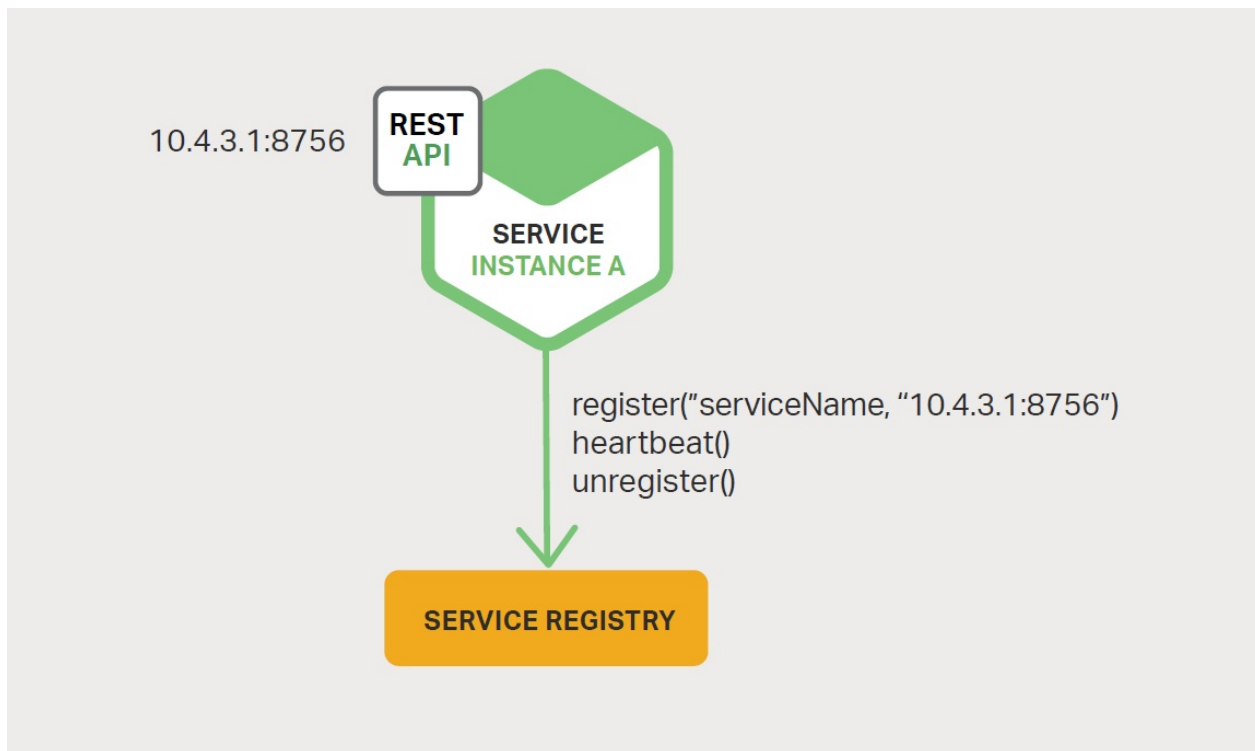 10.4.3.1:8756
REST
API
SERVICE
INSTANCE A
register("serviceName, “10.4.3.1:8756")
heartbeat()
unregister()
SERVICE REGISTRY